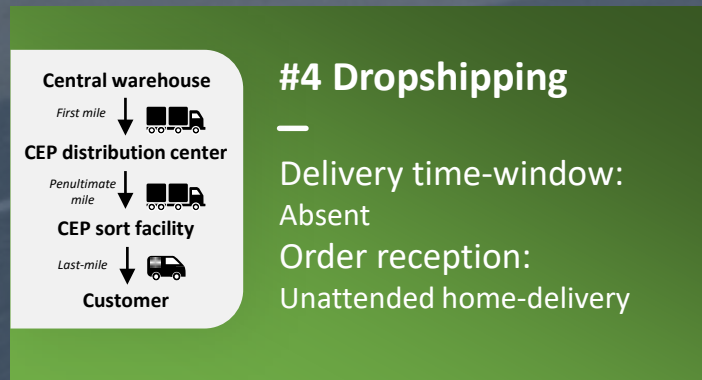 Central warehouse
First mile
CEP distribution center
Penultimate
mile
CEP sort facility
Last-mile
Customer
#4 Dropshipping
Delivery time-window:
Absent
Order reception:
Unattended home-delivery